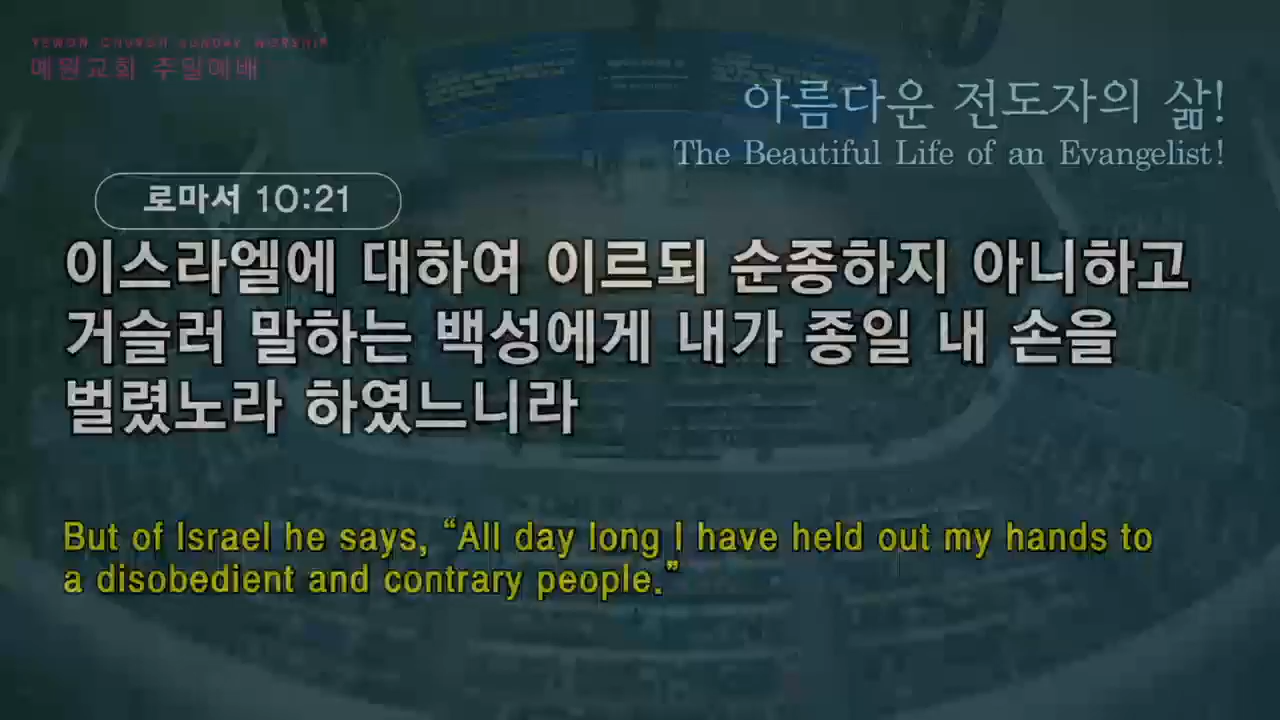 YEWON CHURCH SUNDAY WORSHIP
예원교회 주일예배
아름다운 전도자의 삶!
The Beautiful Life of an Evangelist!
로마서 10:21
이스라엘에 대하여 이르되 순종하지 아니하고
거슬러 말하는 백성에게 내가 종일 내 손을
벌렸노라 하였느니라
But of Israel he says, “All day long I have held out my hands to
a disobedient and contrary people.”